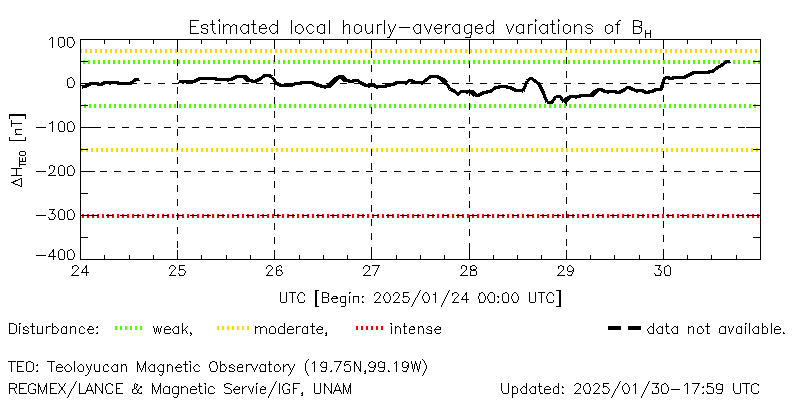 Estimated local hourly-averaged variations of B_H
100
0
-100
-200
-300
-400
ΔH_TEO [nT]
24 25 26 27 28 29 30
UTC [Begin: 2025/01/24 00:00 UTC]
Disturbance: weak, moderate, intense data not available.
TEO: Teoloyucan Magnetic Observatory (19.75N,99.19W)
REGMEX/LANCE & Magnetic Servie/IGF, UNAM Updated: 2025/01/30-17:59 UTC